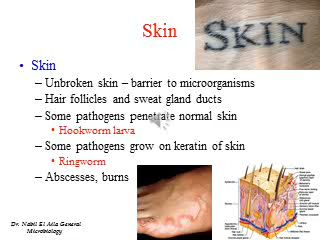 Skin
SKIN
• Skin
– Unbroken skin – barrier to microorganisms
– Hair follicles and sweat gland ducts
– Some pathogens penetrate normal skin
• Hookworm larva
– Some pathogens grow on keratin of skin
• Ringworm
– Abscesses, burns
Dr. Nabil El Aila General
Microbiology